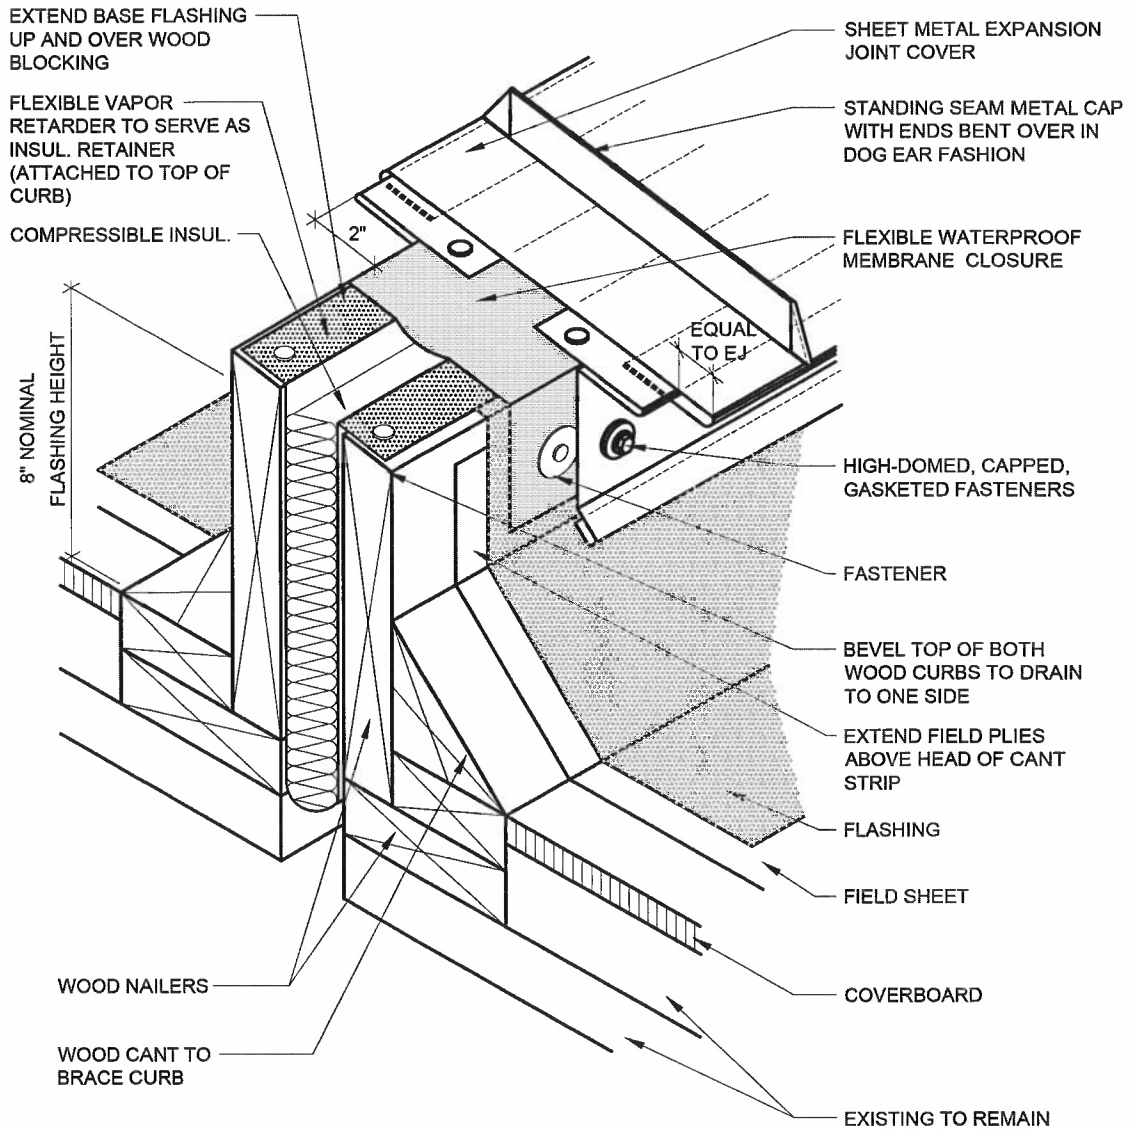 EXTEND BASE FLASHING
UP AND OVER WOOD
BLOCKING
FLEXIBLE VAPOR
RETARDER TO SERVE AS
INSUL. RETAINER
(ATTACHED TO TOP OF
CURB)
COMPRESSIBLE INSUL.
2"
8" NOMINAL
FLASHING HEIGHT
SHEET METAL EXPANSION
JOINT COVER
STANDING SEAM METAL CAP
WITH ENDS BENT OVER IN
DOG EAR FASHION
FLEXIBLE WATERPROOF
MEMBRANE CLOSURE
EQUAL
TO EJ
HIGH-DOMED, CAPPED,
GASKETED FASTENERS
FASTENER
BEVEL TOP OF BOTH
WOOD CURBS TO DRAIN
TO ONE SIDE
EXTEND FIELD PLIES
ABOVE HEAD OF CANT
STRIP
FLASHING
FIELD SHEET
COVERBOARD
EXISTING TO REMAIN
WOOD NAILERS
WOOD CANT TO
BRACE CURB